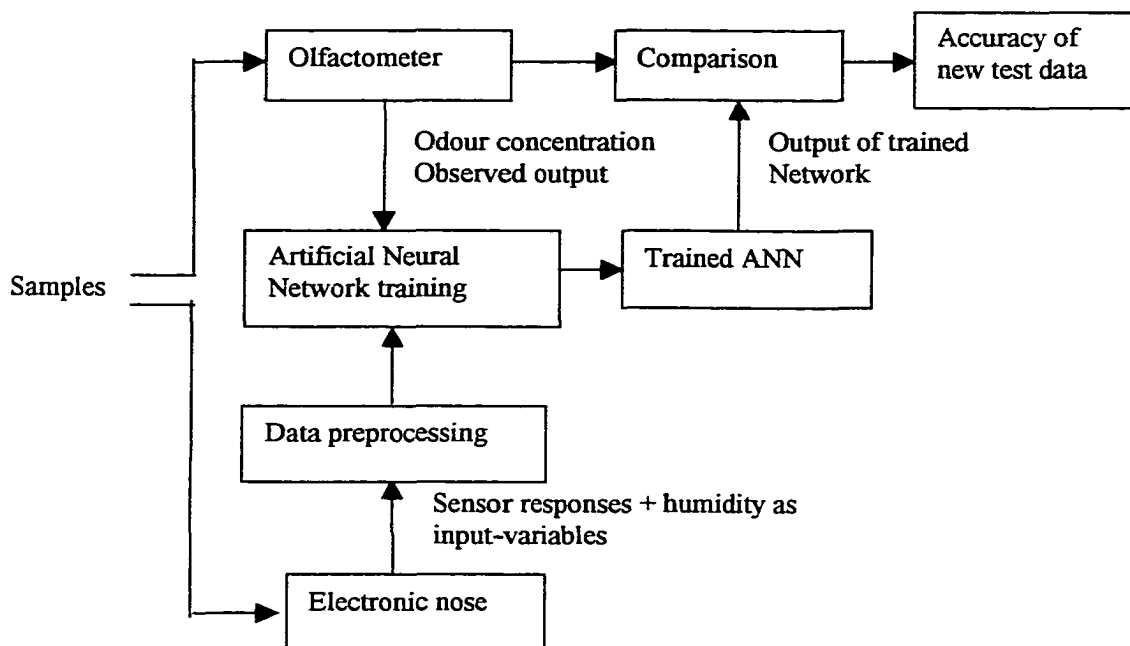 Olfactometer
Comparison
Accuracy of
new test data
Odour concentration
Observed output
Output of trained
Network
Samples
Artificial Neural
Network training
Trained ANN
Data preprocessing
Sensor responses + humidity as
input-variables
Electronic nose